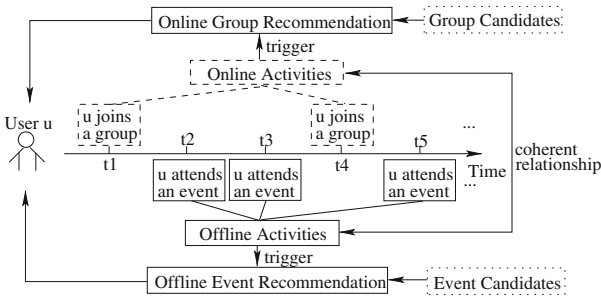 Online Group Recommendation
Group Candidates
trigger
Online Activities
u joins
a group
u joins
a group
User u
...
t1
t2
t3
t4
t5
Time
coherent
relationship
u attends
an event
u attends
an event
u attends
an event
...
Offline Activities
trigger
Offline Event Recommendation
Event Candidates